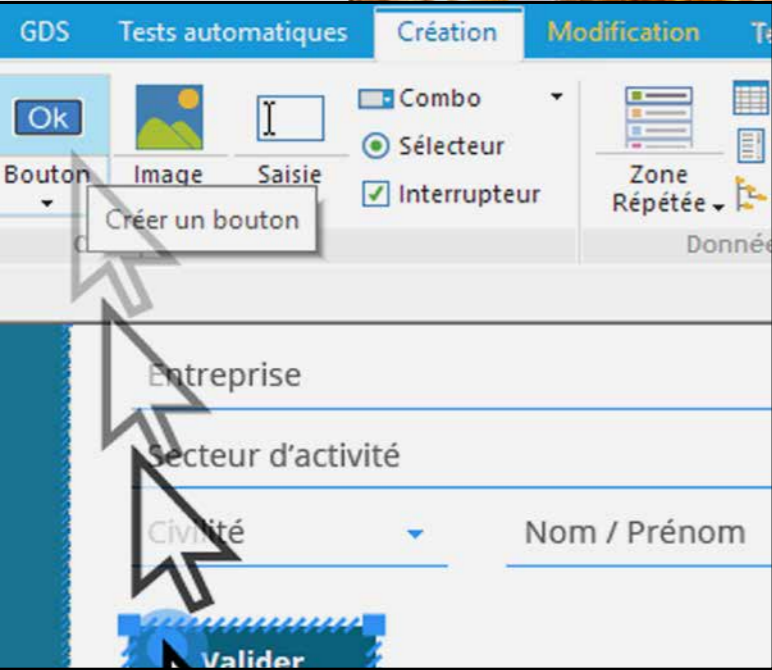 GDS Tests automatiques Création Modification
Ok
Combo
Sélecteur
Bouton Image Saisie Zone
Interrupteur Répétée
Créer un bouton
Entreprise
Secteur d'activité
Civilité Nom / Prénom
Valider